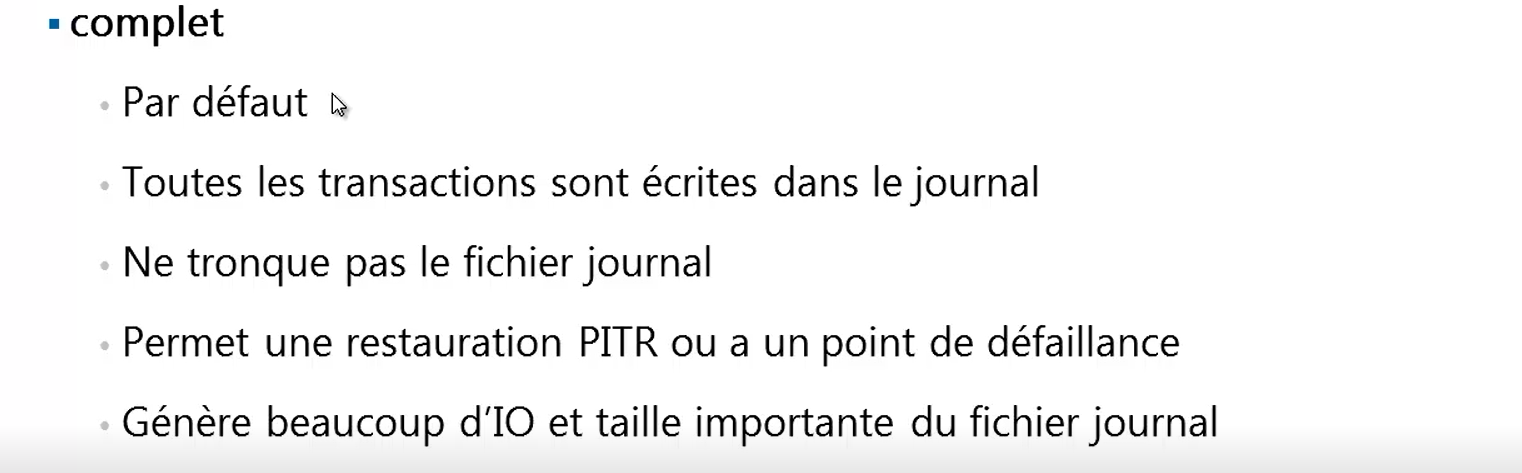 complet
Par défaut
Toutes les transactions sont écrites dans le journal
Ne tronque pas le fichier journal
Permet une restauration PITR ou a un point de défaillance
Génère beaucoup d’IO et taille importante du fichier journal